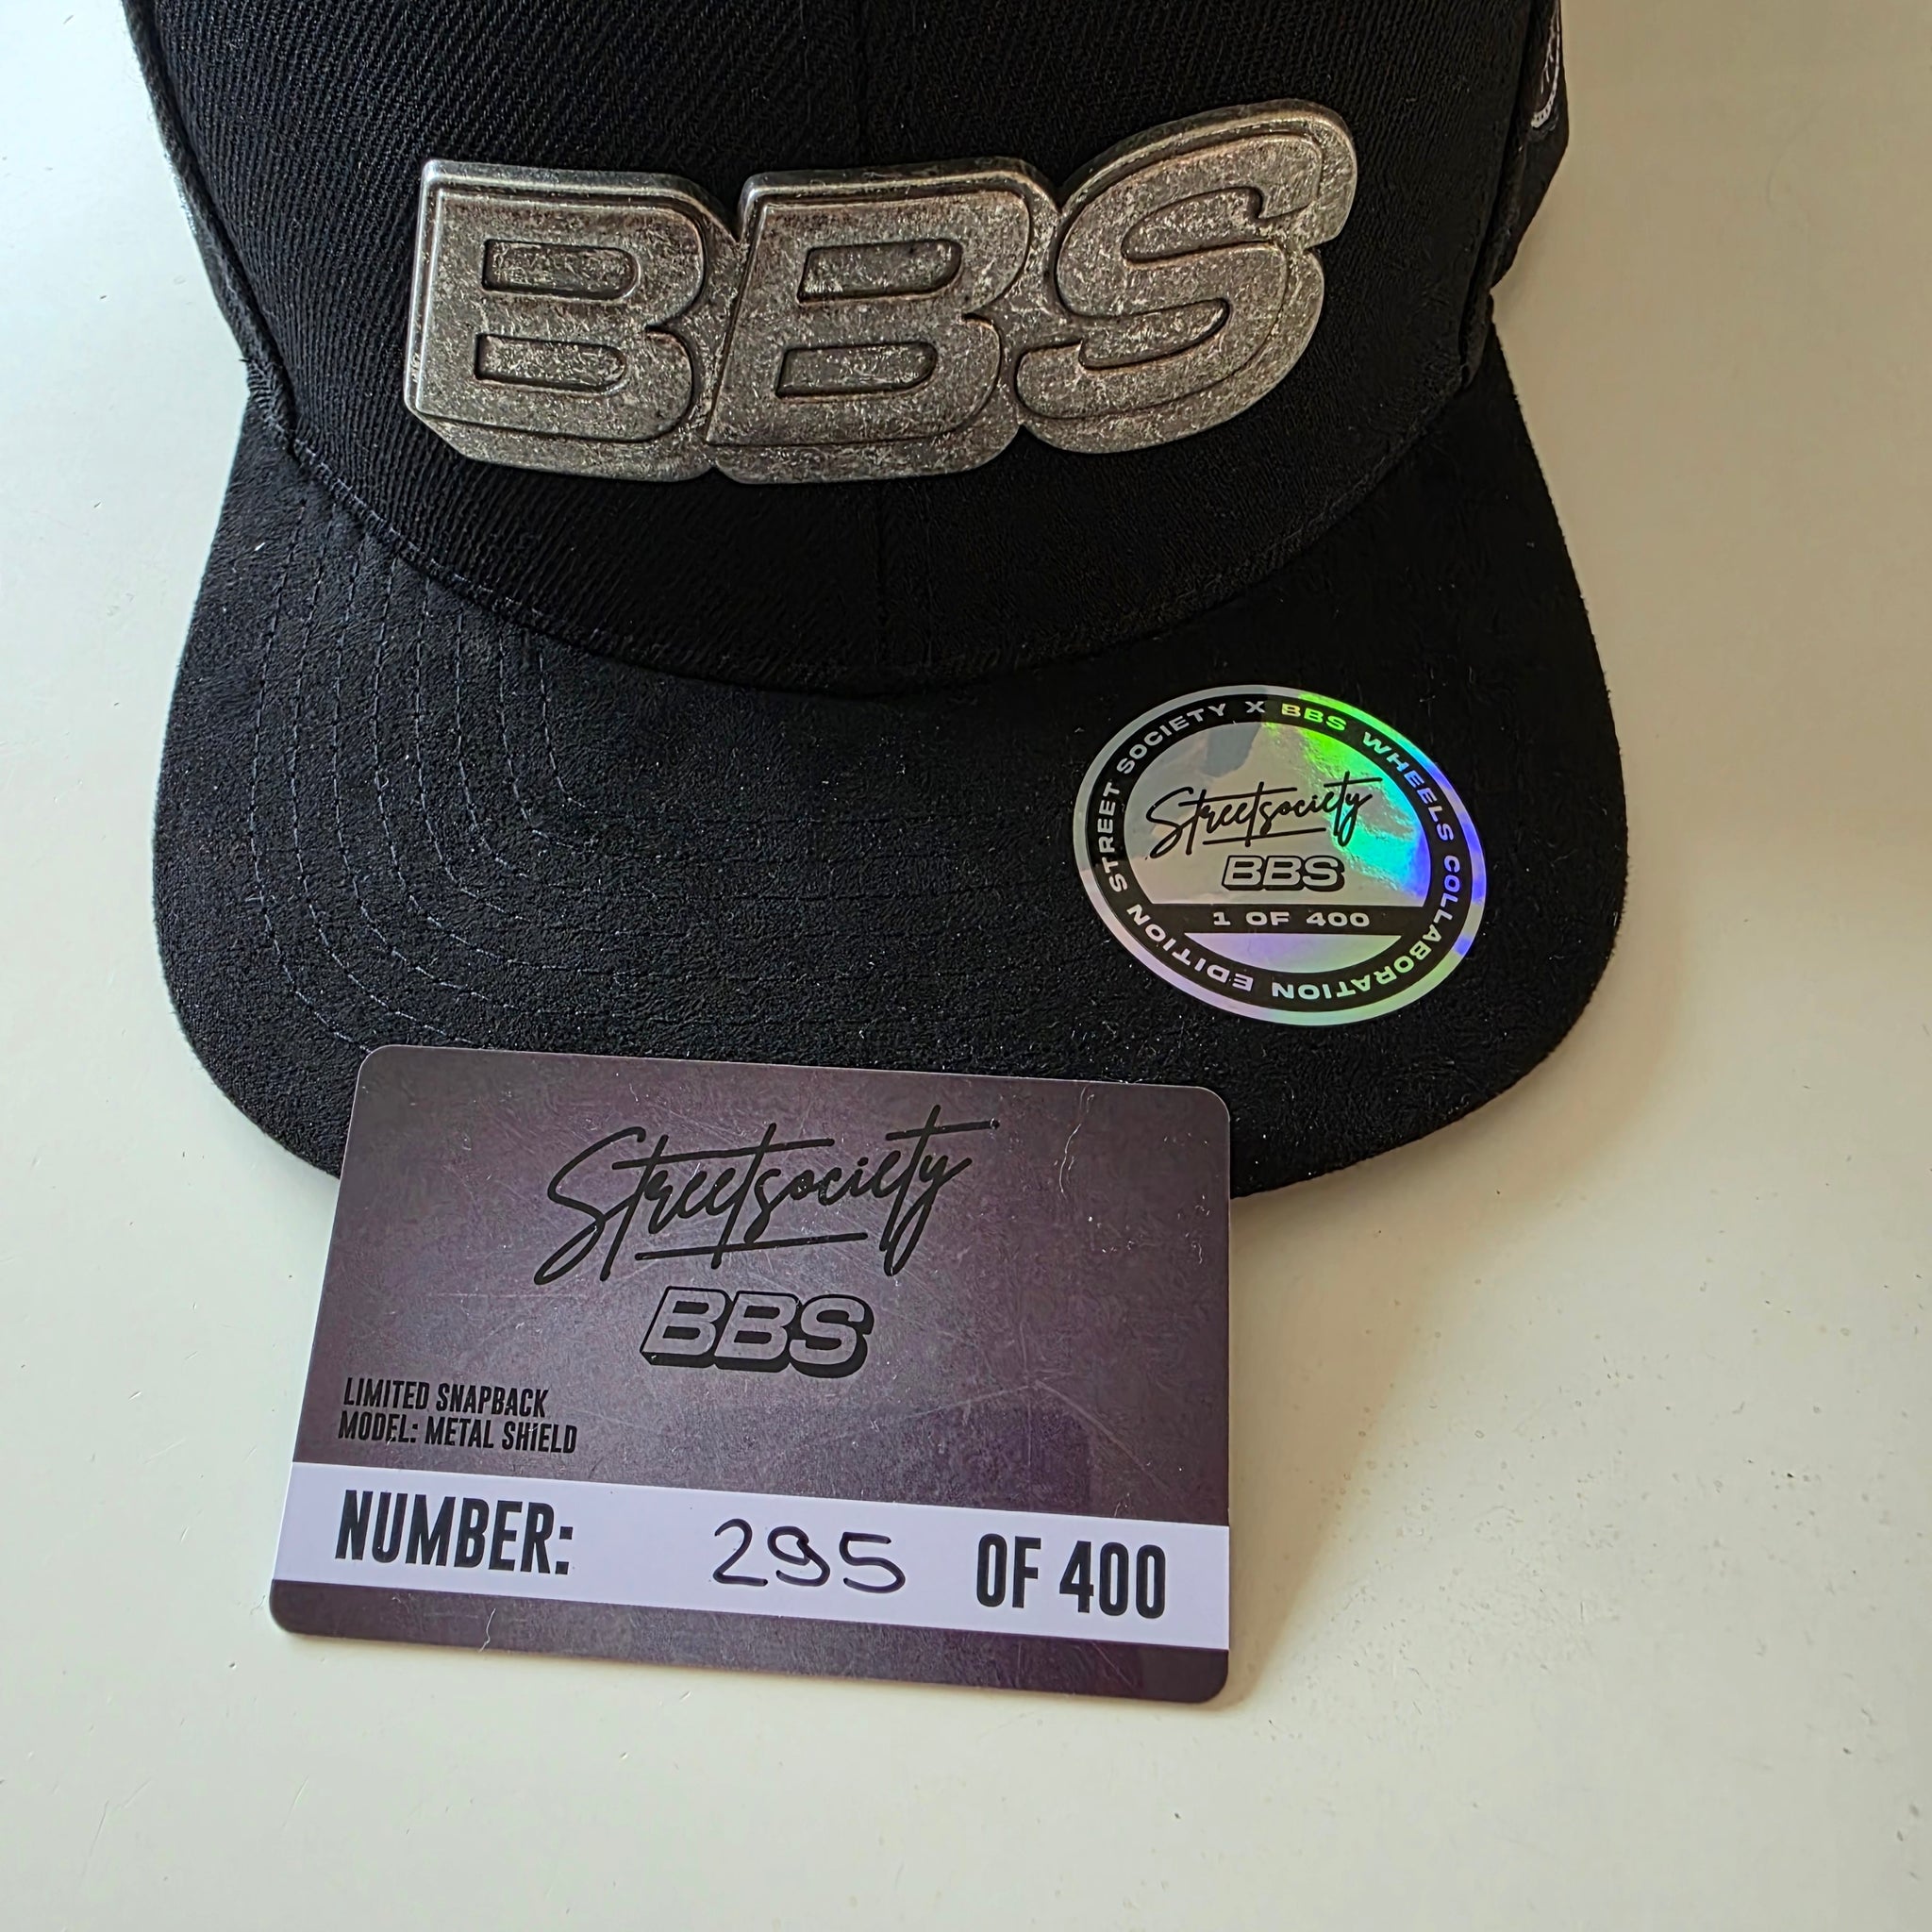 BBS
STREET SOCIETY X BBS WHEELS COLLABORATION EDITION
Streetsociety
BBS
1 OF 400
Streetsociety
BBS
LIMITED SNAPBACK
MODEL: METAL SHIELD
NUMBER: 295 OF 400